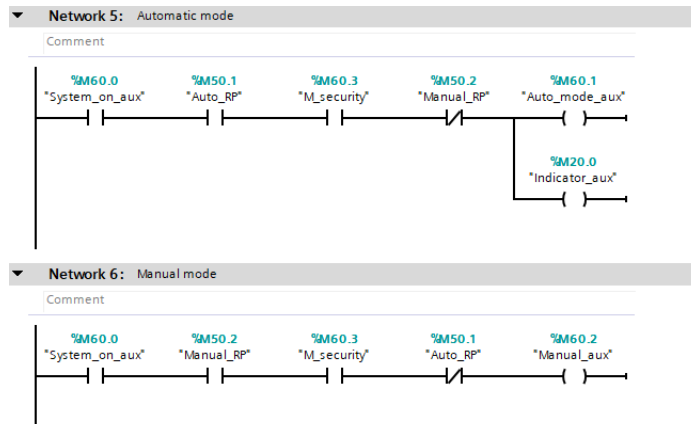 Network 5: Automatic mode
Comment
%M60.0 %M50.1 %M60.3 %M50.2 %M60.1
"System_on_aux" "Auto_RP" "M_security" "Manual_RP" "Auto_mode_aux"
%M20.0
"Indicator_aux"
Network 6: Manual mode
Comment
%M60.0 %M50.2 %M60.3 %M50.1 %M60.2
"System_on_aux" "Manual_RP" "M_security" "Auto_RP" "Manual_aux"